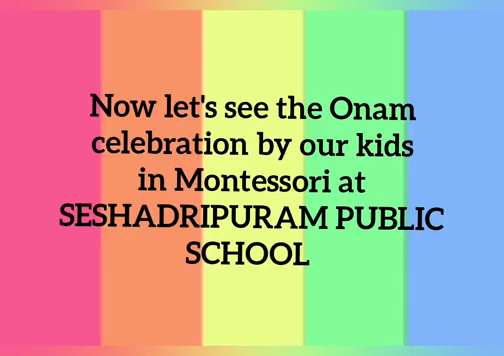 Now let's see the Onam
celebration by our kids
in Montessori at
SESHADRIPURAM PUBLIC
SCHOOL